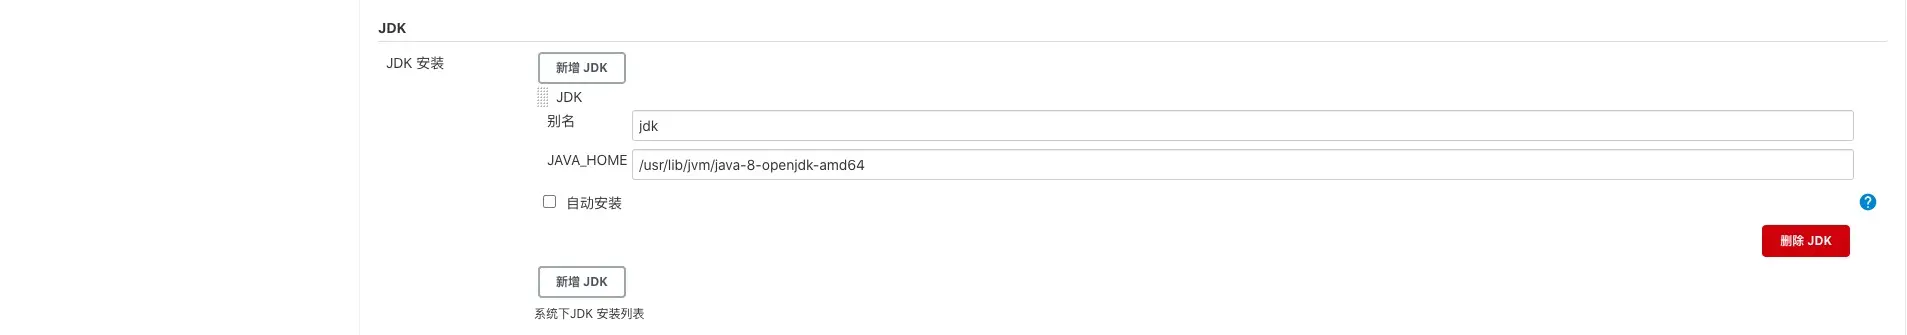 JDK
JDK 安装
新增 JDK
JDK
别名
jdk
JAVA_HOME
/usr/lib/jvm/java-8-openjdk-amd64
自动安装
?
删除 JDK
新增 JDK
系统下JDK 安装列表